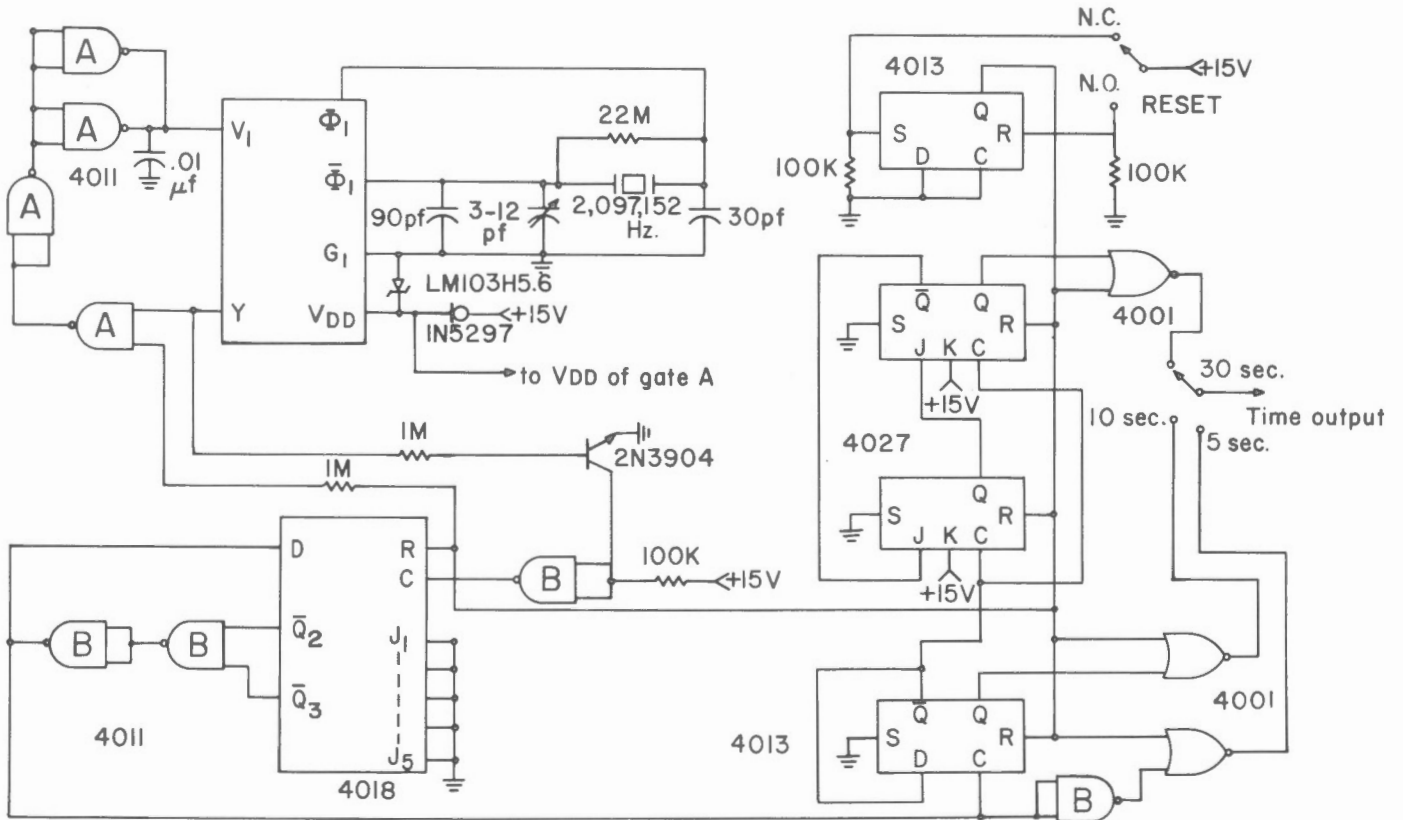 A
A
4011
.01
μf
A
A
V1
Φ1
Φ̄1
G1
Y
VDD
22M
90pf
3-12
pf
2,097,152
Hz.
30pf
LM103H5.6
+15V
1N5297
to VDD of gate A
1M
2N3904
1M
D
R
C
Q̄2
Q̄3
J1
J5
B
B
4011
4018
B
100K
+15V
N.C.
+15V
N.O.
RESET
4013
S
Q
R
D
C
100K
100K
Q̄
Q
S
R
J
K
C
+15V
4001
30 sec.
Time output
10 sec.
5 sec.
4027
Q
S
R
J
K
C
+15V
4013
Q̄
Q
S
R
D
C
4001
B